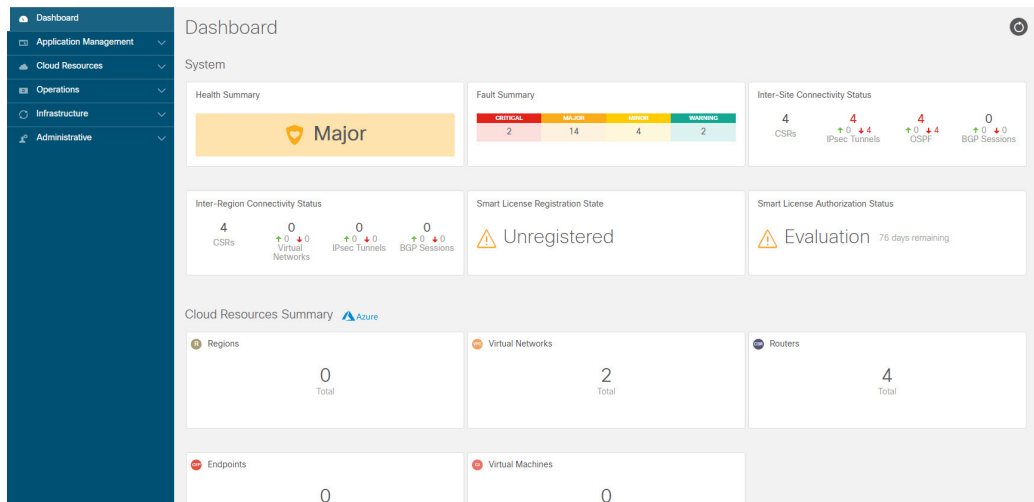 Dashboard
Application Management
Cloud Resources
Operations
Infrastructure
Administrative
Dashboard
System
Health Summary
Major
Fault Summary
CRITICAL MAJOR MINOR WARNING
2 14 4 2
Inter-Site Connectivity Status
4 4 4 0
CSRs ↑ 0 ↓ 4 ↑ 0 ↓ 4 ↑ 0 ↓ 0
IPsec Tunnels OSPF BGP Sessions
Inter-Region Connectivity Status
4 0 0 0
CSRs ↑ 0 ↓ 0 ↑ 0 ↓ 0 ↑ 0 ↓ 0
Virtual Networks IPsec Tunnels BGP Sessions
Smart License Registration State
Unregistered
Smart License Authorization Status
Evaluation 76 days remaining
Cloud Resources Summary Azure
R Regions
0
Total
VPC Virtual Networks
2
Total
CSR Routers
4
Total
Endpoints
0
CI Virtual Machines
0